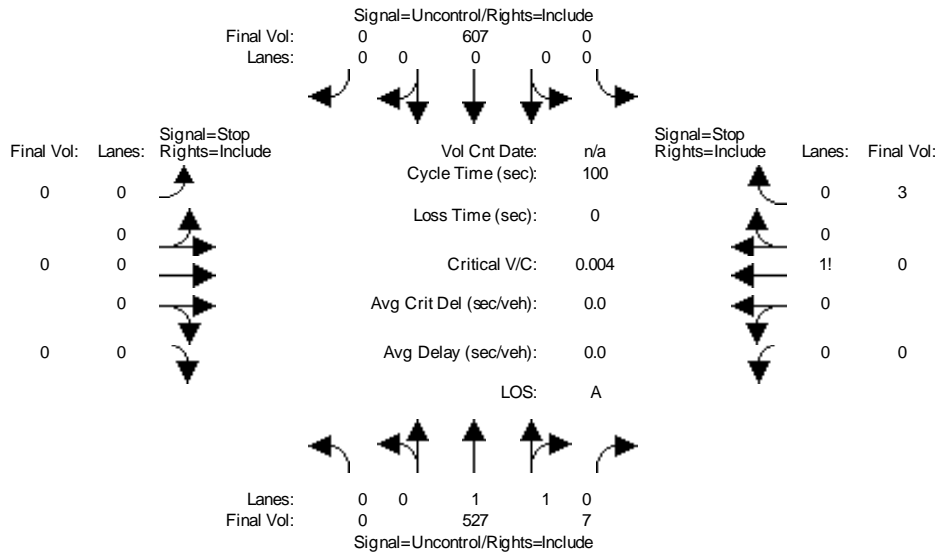 Signal=Uncontrol/Rights=Include
Final Vol: 0 607 0
Lanes: 0 0 0 0 0
Signal=Stop
Final Vol: Lanes: Rights=Include
Vol Cnt Date: n/a
Signal=Stop
Rights=Include Lanes: Final Vol:
Cycle Time (sec): 100
0 0
0 3
Loss Time (sec): 0
0
0
0 0
Critical V/C: 0.004
1! 0
0
Avg Crit Del (sec/veh): 0.0
0
0 0
Avg Delay (sec/veh): 0.0
0 0
LOS: A
Lanes: 0 0 1 1 0
Final Vol: 0 527 7
Signal=Uncontrol/Rights=Include